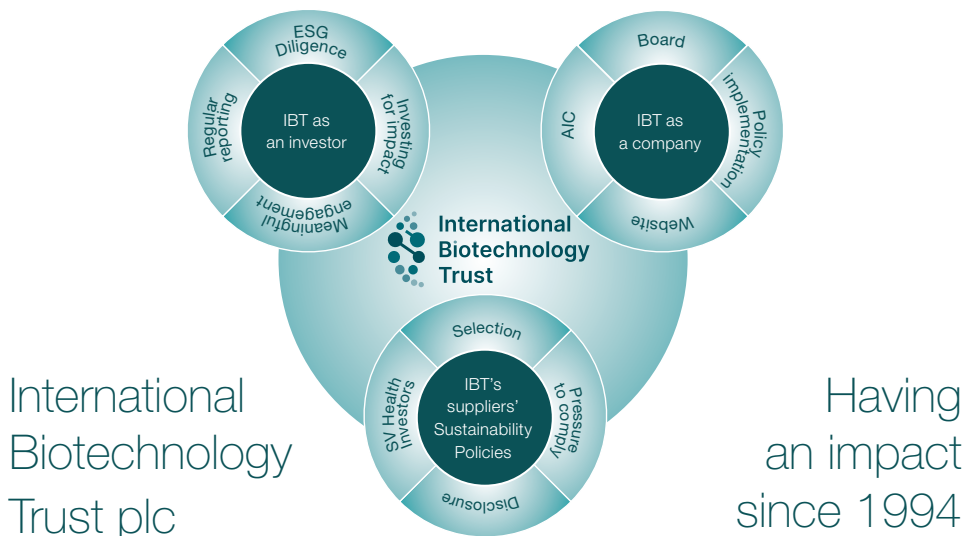 ESG
Diligence
Investing
for impact
Meaningful
engagement
Regular
reporting
IBT as
an investor
Board
Policy
implementation
Website
AIC
IBT as
a company
International
Biotechnology
Trust
Selection
Pressure
to comply
Disclosure
SV Health
Investors
IBT's
suppliers'
Sustainability
Policies
International
Biotechnology
Trust plc
Having
an impact
since 1994